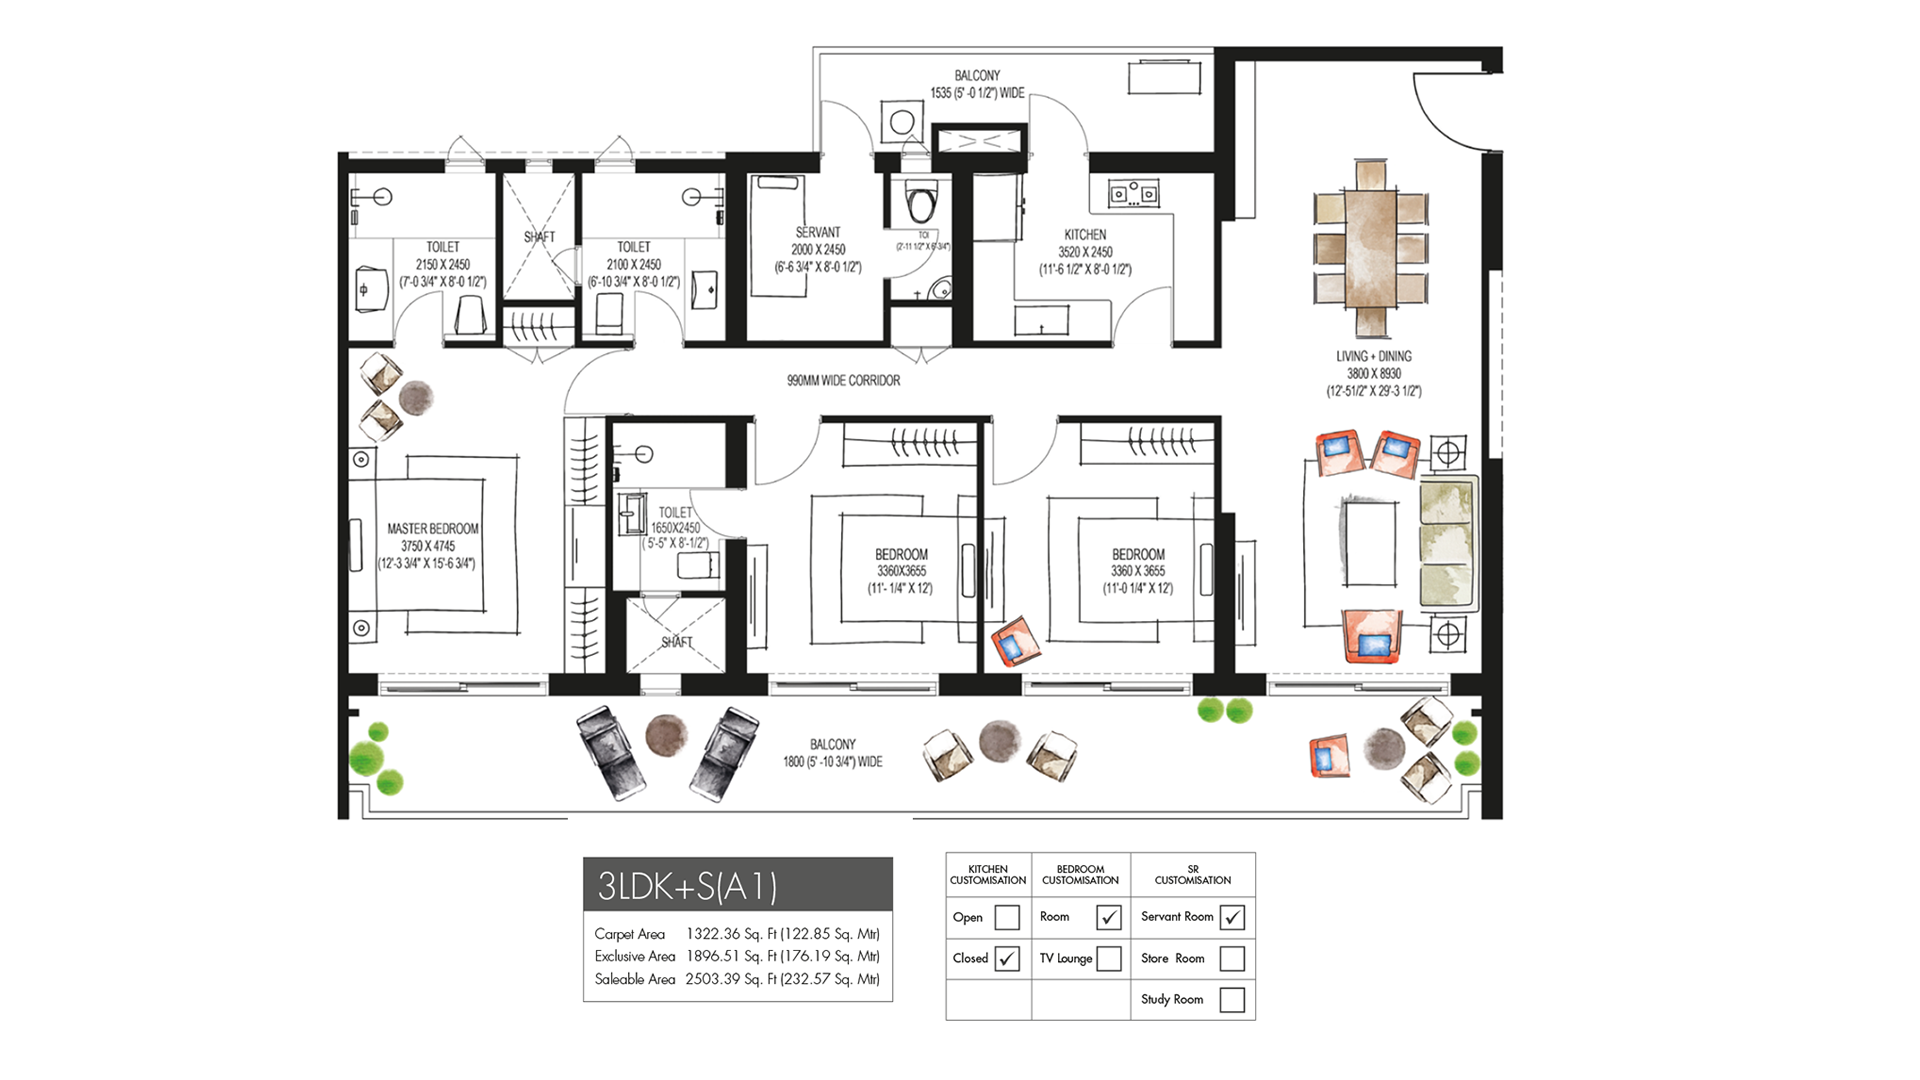 BALCONY
1535 (5' -0 1/2") WIDE
TOILET
2150 X 2450
(7'-0 3/4" X 8'-0 1/2")
SHAFT
TOILET
2100 X 2450
(6'-10 3/4" X 8'-0 1/2")
SERVANT
2000 X 2450
(6'-6 3/4" X 8'-0 1/2")
TOI
(2'-11 1/2" X 6'-3/4")
KITCHEN
3520 X 2450
(11'-6 1/2" X 8'-0 1/2")
LIVING + DINING
3800 X 8930
(12'-51/2" X 29'-3 1/2")
990MM WIDE CORRIDOR
MASTER BEDROOM
3750 X 4745
(12'-3 3/4" X 15'-6 3/4")
TOILET
1650X2450
( 5'-5" X 8'-1/2")
BEDROOM
3360X3655
(11'- 1/4" X 12')
BEDROOM
3360 X 3655
(11'-0 1/4" X 12')
SHAFT
BALCONY
1800 (5' -10 3/4") WIDE
3LDK+S(A1)
Carpet Area 1322.36 Sq. Ft (122.85 Sq. Mtr)
Exclusive Area 1896.51 Sq. Ft (176.19 Sq. Mtr)
Saleable Area 2503.39 Sq. Ft (232.57 Sq. Mtr)
KITCHEN CUSTOMISATION
BEDROOM CUSTOMISATION
SR CUSTOMISATION
Open
Room
Servant Room
Closed
TV Lounge
Store Room
Study Room